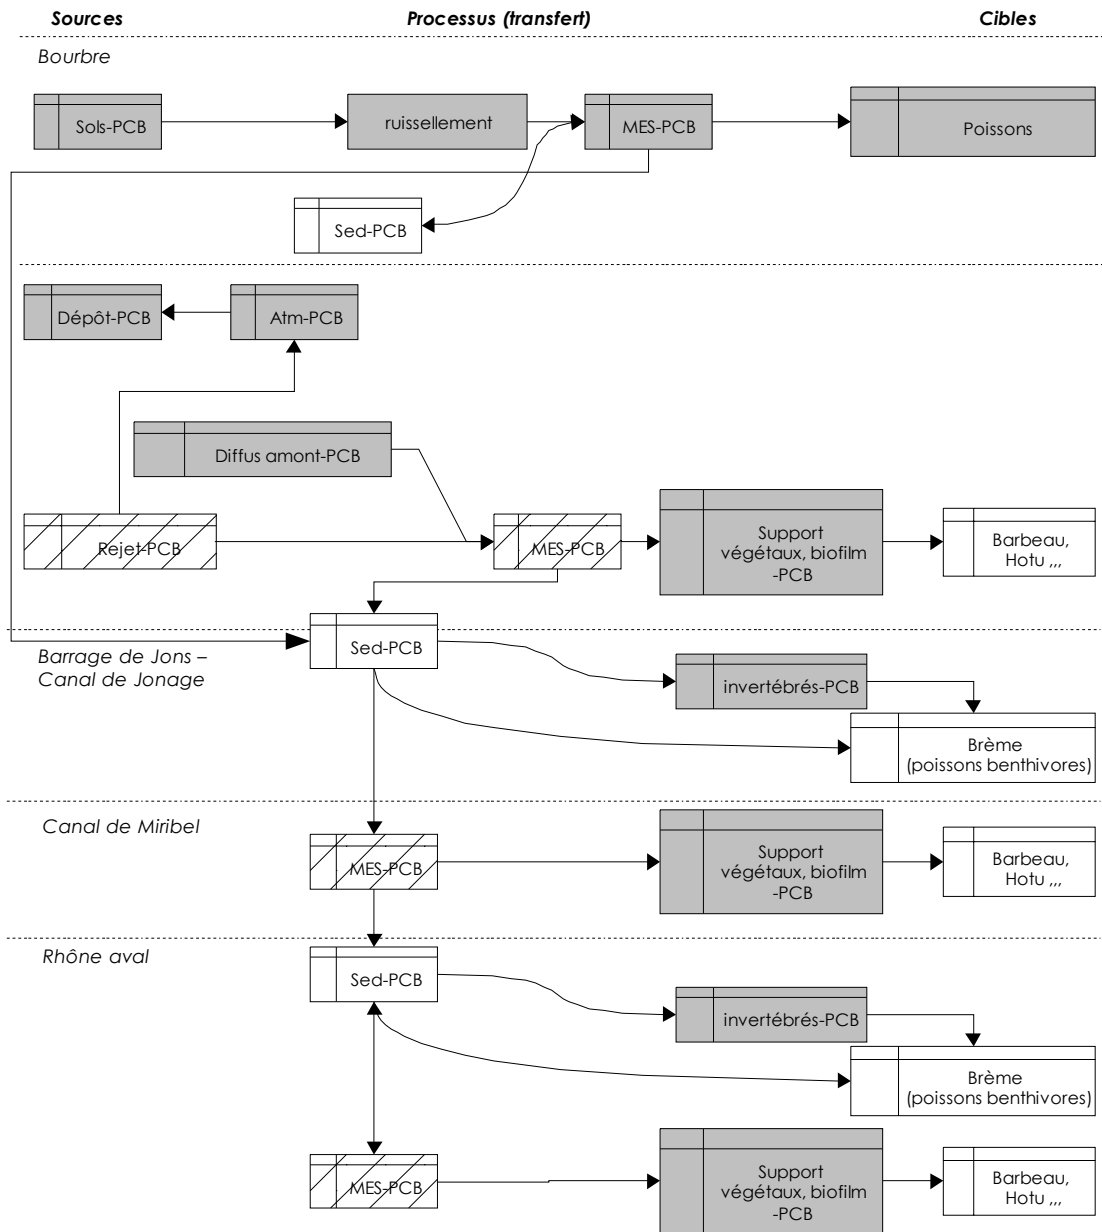 Sources
Processus (transfert)
Cibles
Bourbre
Sols-PCB
ruissellement
MES-PCB
Poissons
Sed-PCB
Dépôt-PCB
Atm-PCB
Diffus amont-PCB
Rejet-PCB
MES-PCB
Support
végétaux, biofilm
-PCB
Barbeau,
Hotu ,,,
Sed-PCB
Barrage de Jons –
Canal de Jonage
invertébrés-PCB
Brème
(poissons benthivores)
Canal de Miribel
MES-PCB
Support
végétaux, biofilm
-PCB
Barbeau,
Hotu ,,,
Rhône aval
Sed-PCB
invertébrés-PCB
Brème
(poissons benthivores)
MES-PCB
Support
végétaux, biofilm
-PCB
Barbeau,
Hotu ,,,